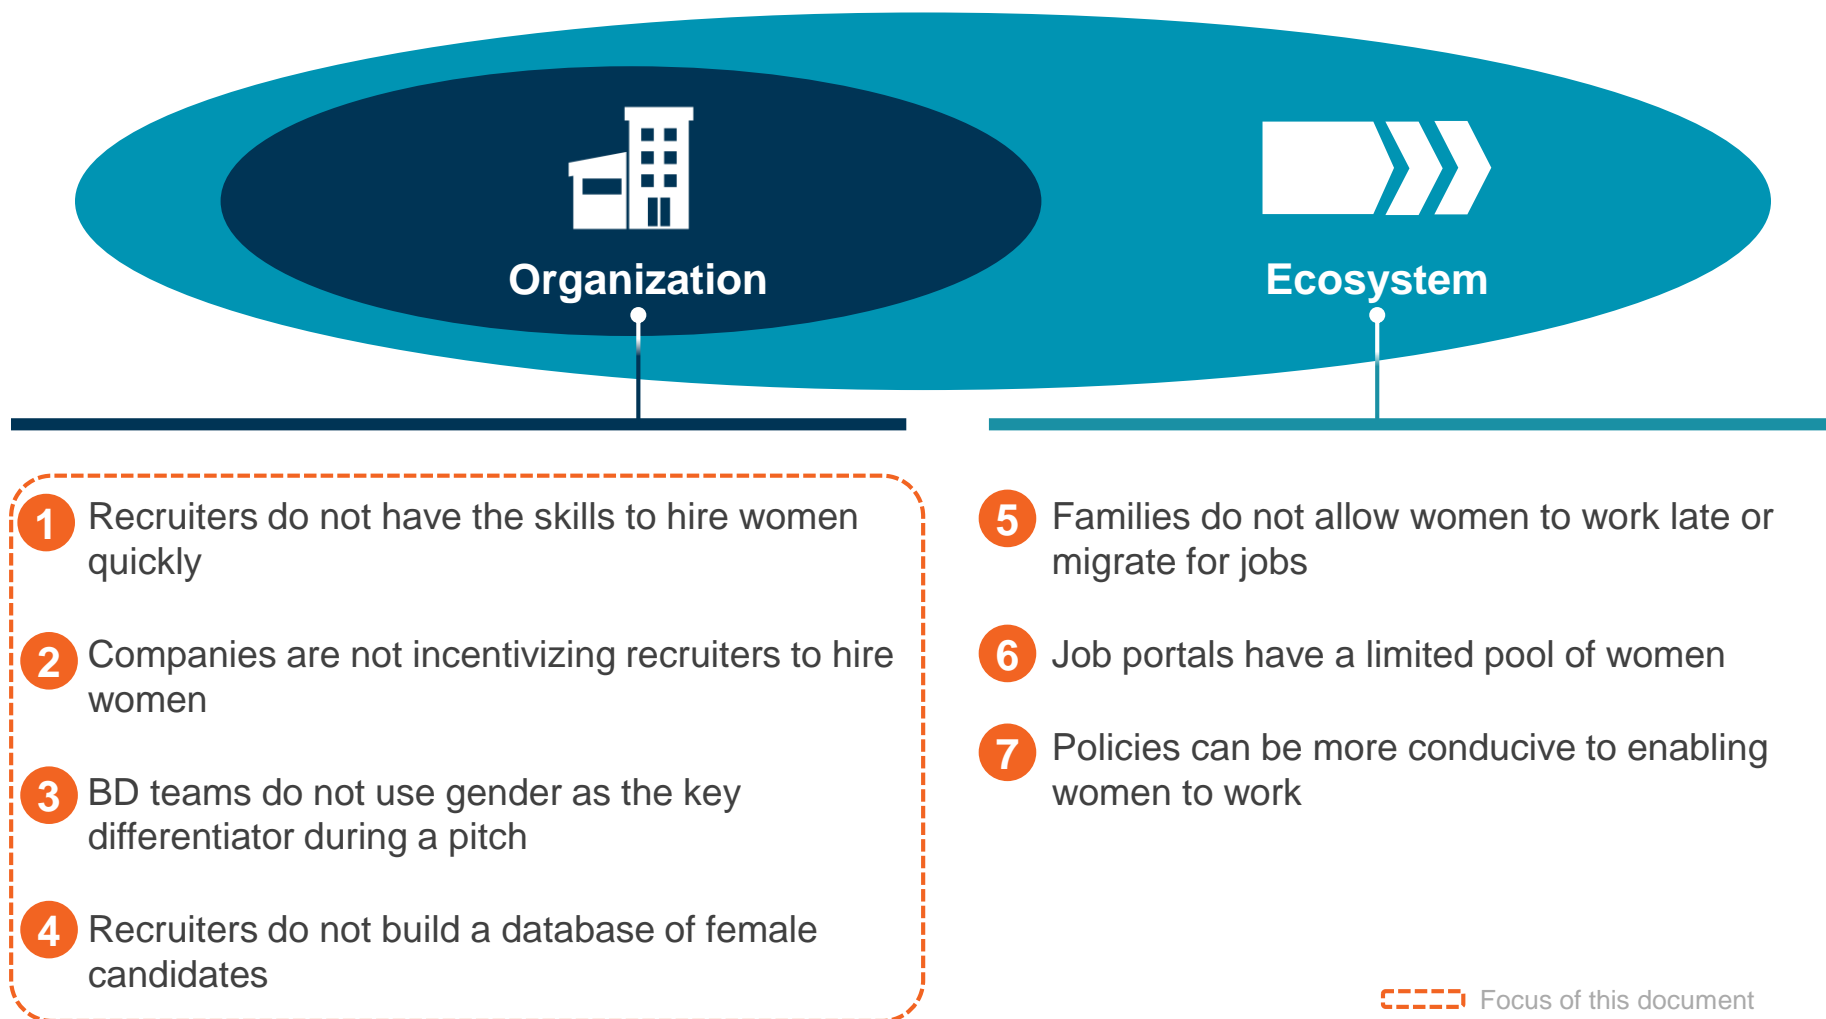 Organization
Ecosystem
1 Recruiters do not have the skills to hire women
quickly
2 Companies are not incentivizing recruiters to hire
women
3 BD teams do not use gender as the key
differentiator during a pitch
4 Recruiters do not build a database of female
candidates
5 Families do not allow women to work late or
migrate for jobs
6 Job portals have a limited pool of women
7 Policies can be more conducive to enabling
women to work
Focus of this document